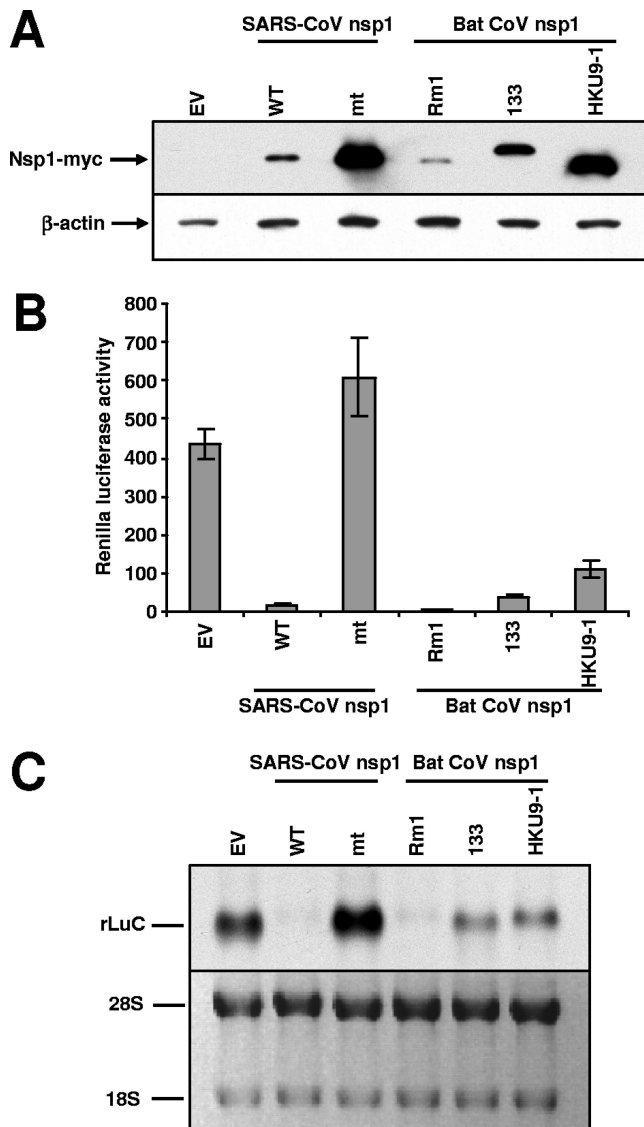 A
SARS-CoV nsp1 Bat CoV nsp1
EV WT mt Rm1 133 HKU9-1
Nsp1-myc
β-actin
B
Renilla luciferase activity
800
700
600
500
400
300
200
100
0
EV WT mt Rm1 133 HKU9-1
SARS-CoV nsp1 Bat CoV nsp1
C
SARS-CoV nsp1 Bat CoV nsp1
EV WT mt Rm1 133 HKU9-1
rLuC
28S
18S